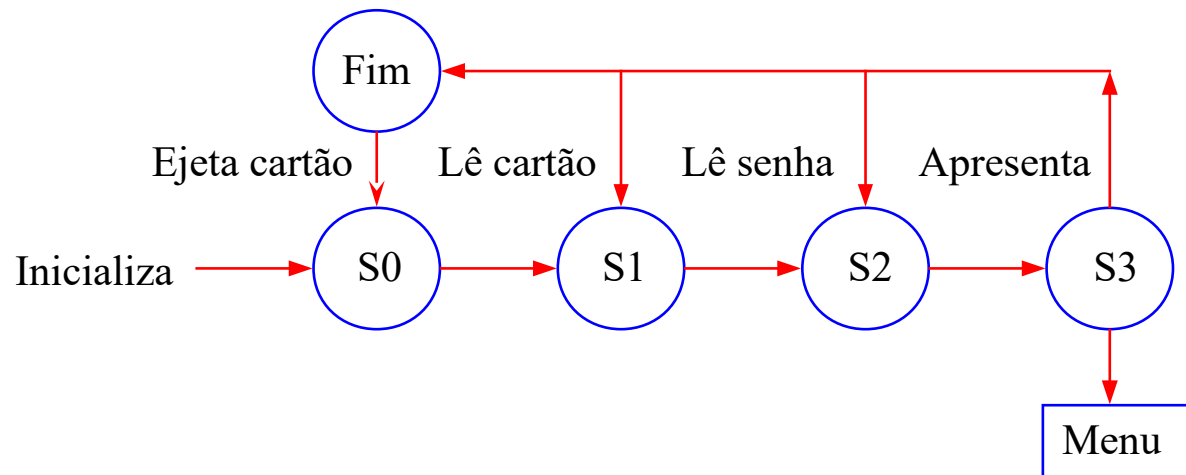 Fim
Ejeta cartão
Lê cartão
Lê senha
Apresenta
Inicializa
S0
S1
S2
S3
Menu